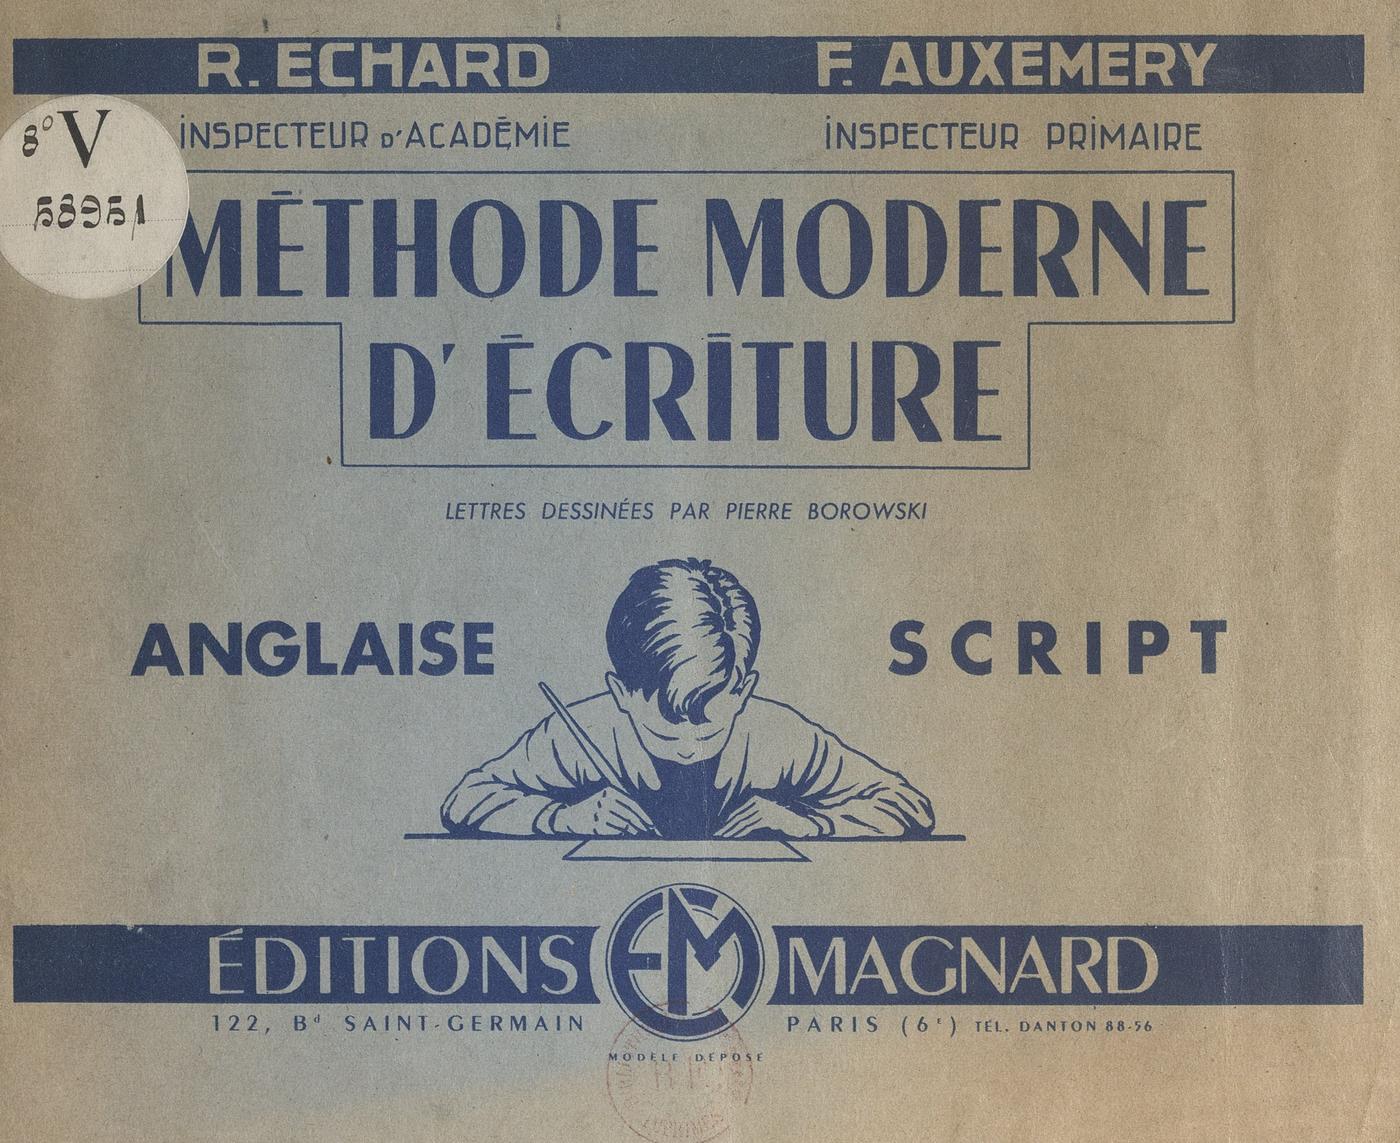 R. ECHARD F. AUXEMERY
INSPECTEUR D'ACADÉMIE INSPECTEUR PRIMAIRE
8° V
58951
MÉTHODE MODERNE
D'ÉCRITURE
LETTRES DESSINÉES PAR PIERRE BOROWSKI
ANGLAISE SCRIPT
ÉDITIONS EM MAGNARD
122, Bd SAINT-GERMAIN PARIS (6e) TÉL. DANTON 88-56
MODÈLE DÉPOSÉ